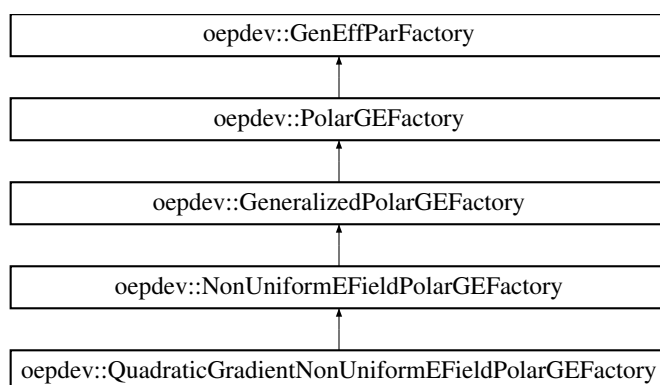 oepdev::GenEffParFactory
oepdev::PolarGEFactory
oepdev::GeneralizedPolarGEFactory
oepdev::NonUniformEFieldPolarGEFactory
oepdev::QuadraticGradientNonUniformEFieldPolarGEFactory